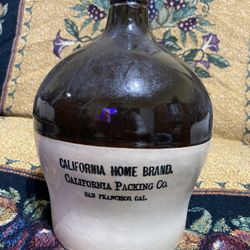 CALIFORNIA HOME BRAND.
CALIFORNIA PACKING CO.
SAN FRANCISCO, CAL.